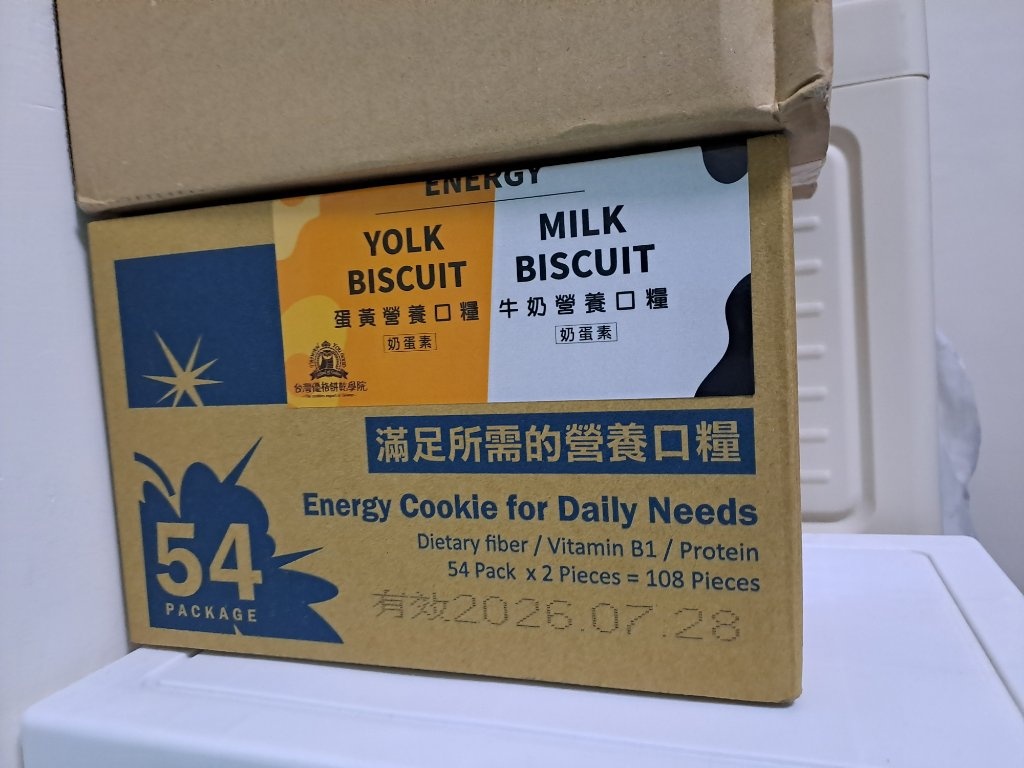 ENERGY
YOLK
BISCUIT
蛋黃營養口糧
奶蛋素
MILK
BISCUIT
牛奶營養口糧
奶蛋素
台灣優格餅乾學院
滿足所需的營養口糧
Energy Cookie for Daily Needs
Dietary fiber / Vitamin B1 / Protein
54 Pack x 2 Pieces = 108 Pieces
54
PACKAGE
有效2026.07.28